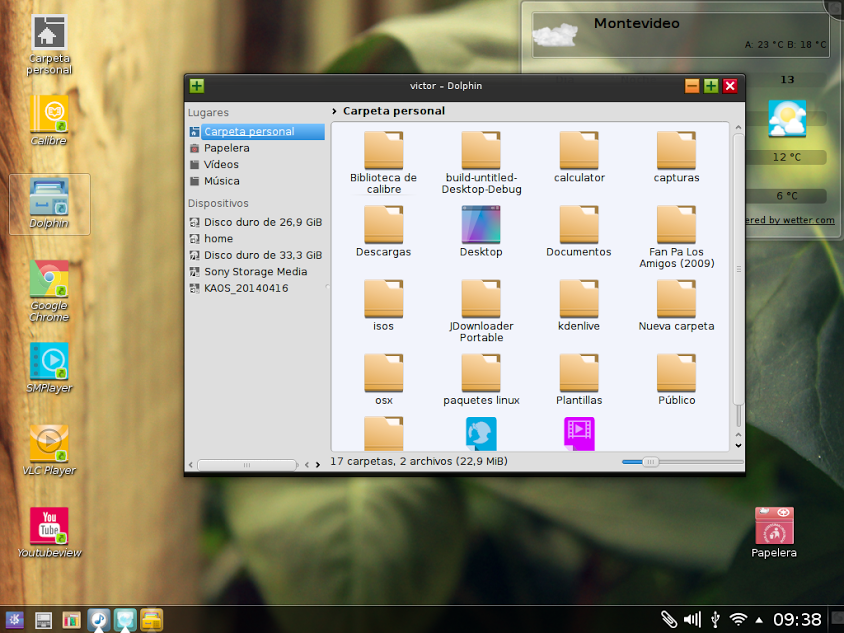 Carpeta
personal
Calibre
Dolphin
Google
Chrome
SMPlayer
VLC Player
You
Tube
Youtubeview
Montevideo
A: 23 °C B: 18 °C
13
12 °C
6 °C
ered by wetter com
victor – Dolphin
Lugares
Carpeta personal
Papelera
Vídeos
Música
Dispositivos
Disco duro de 26,9 GiB
home
Disco duro de 33,3 GiB
Sony Storage Media
KAOS_20140416
Carpeta personal
Biblioteca de
calibre
build-untitled-
Desktop-Debug
calculator
capturas
Descargas
Desktop
Documentos
Fan Pa Los
Amigos (2009)
isos
JDownloader
Portable
kdenlive
Nueva carpeta
osx
paquetes linux
Plantillas
Público
17 carpetas, 2 archivos (22,9 MiB)
Papelera
09:38